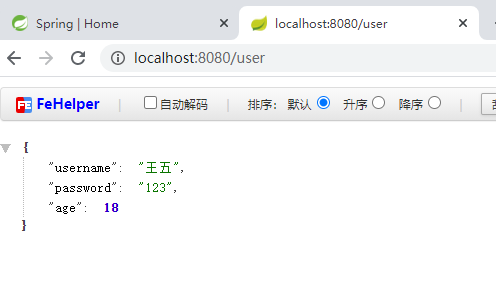 Spring | Home
localhost:8080/user
localhost:8080/user
FE FeHelper | 自动解码 | 排序： 默认 升序 降序 |
{
"username": "王五",
"password": "123",
"age": 18
}